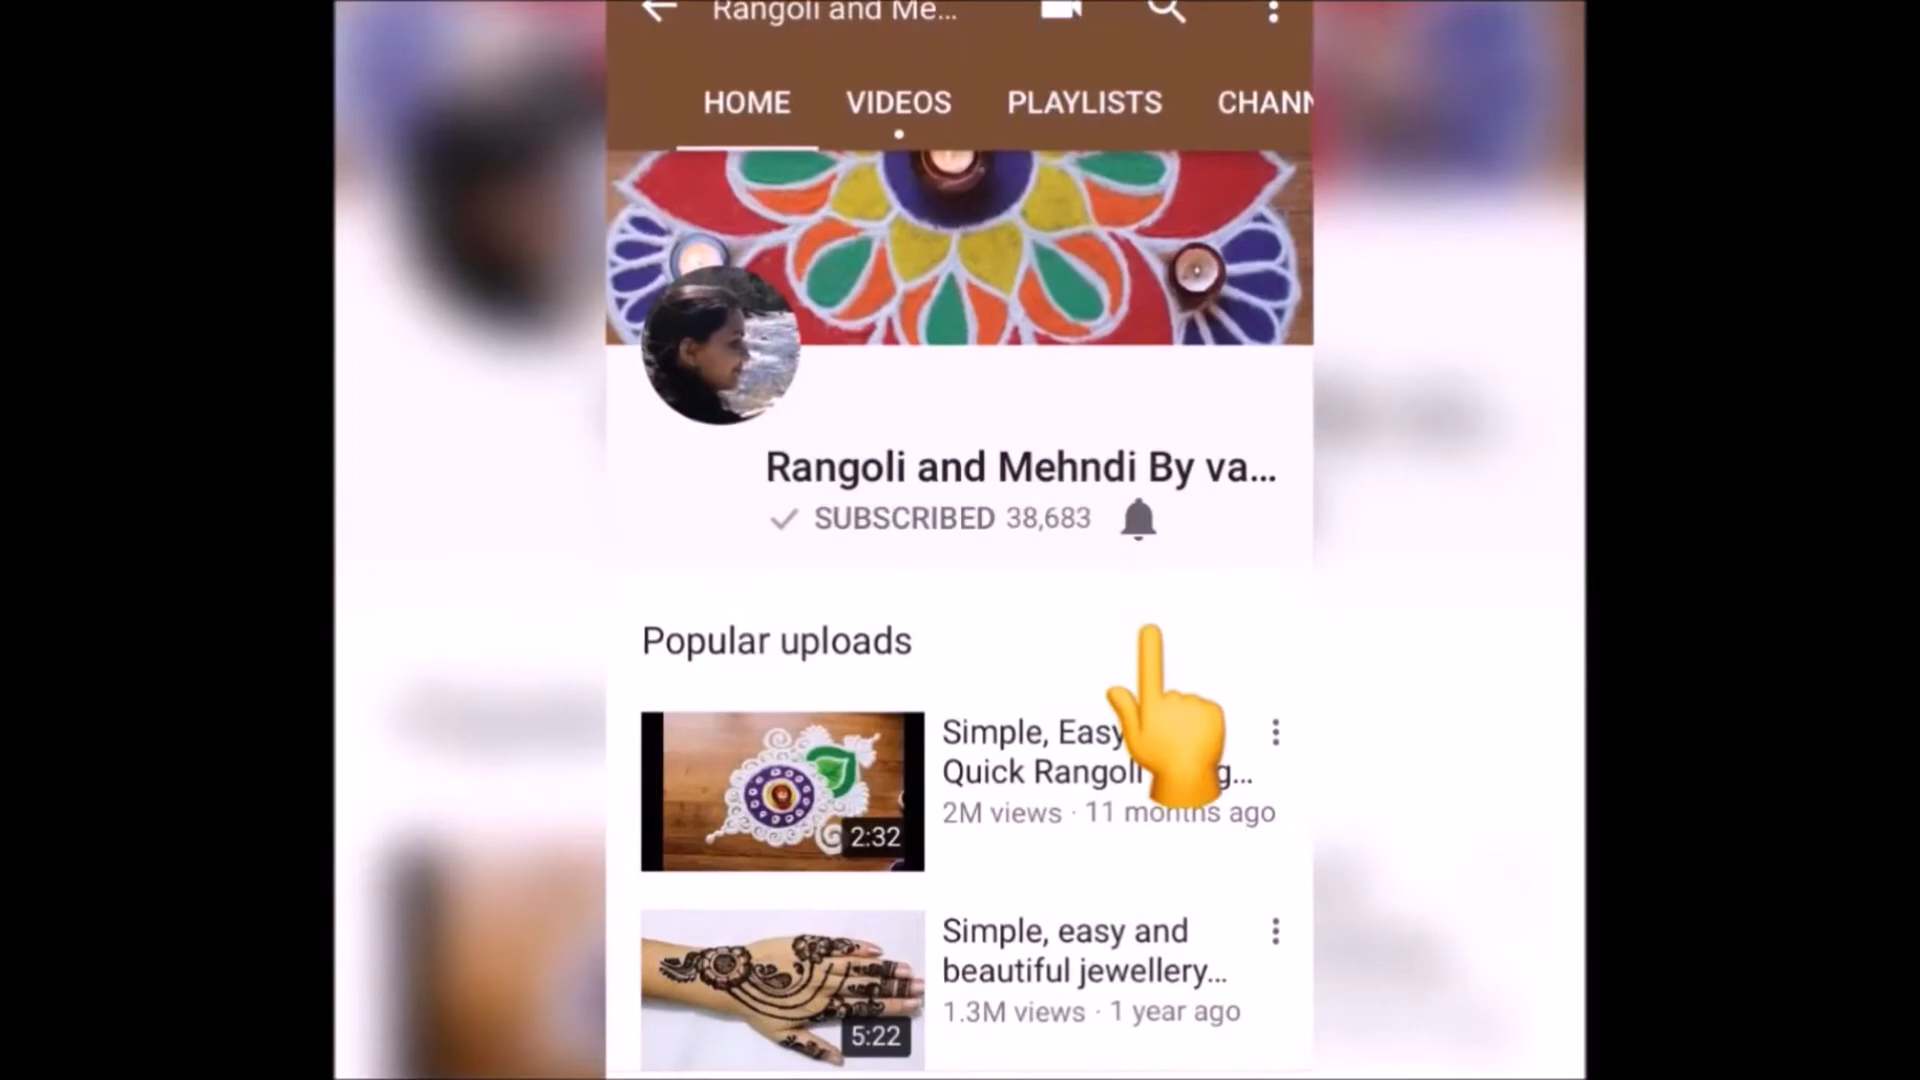 Rangoli and Me...
HOME VIDEOS PLAYLISTS CHANN
Rangoli and Mehndi By va...
SUBSCRIBED 38,683
Popular uploads
Simple, Easy
Quick Rangoli g...
2M views · 11 months ago
2:32
Simple, easy and
beautiful jewellery...
1.3M views · 1 year ago
5:22